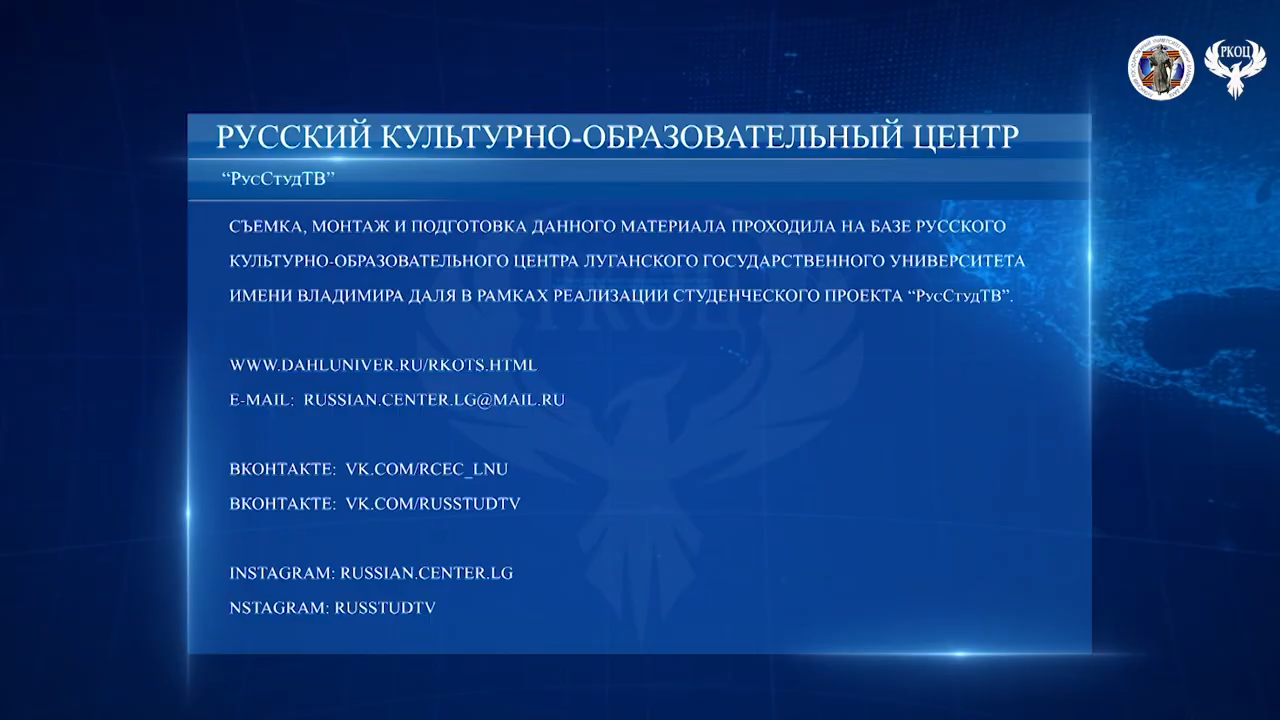 РКОЦ
РУССКИЙ КУЛЬТУРНО-ОБРАЗОВАТЕЛЬНЫЙ ЦЕНТР
“РусСтудТВ”
СЪЕМКА, МОНТАЖ И ПОДГОТОВКА ДАННОГО МАТЕРИАЛА ПРОХОДИЛА НА БАЗЕ РУССКОГО
КУЛЬТУРНО-ОБРАЗОВАТЕЛЬНОГО ЦЕНТРА ЛУГАНСКОГО ГОСУДАРСТВЕННОГО УНИВЕРСИТЕТА
ИМЕНИ ВЛАДИМИРА ДАЛЯ В РАМКАХ РЕАЛИЗАЦИИ СТУДЕНЧЕСКОГО ПРОЕКТА “РусСтудТВ”.
РКОЦ
WWW.DAHLUNIVER.RU/RKOTS.HTML
E-MAIL: RUSSIAN.CENTER.LG@MAIL.RU
ВКОНТАКТЕ: VK.COM/RCEC_LNU
ВКОНТАКТЕ: VK.COM/RUSSTUDTV
INSTAGRAM: RUSSIAN.CENTER.LG
NSTAGRAM: RUSSTUDTV